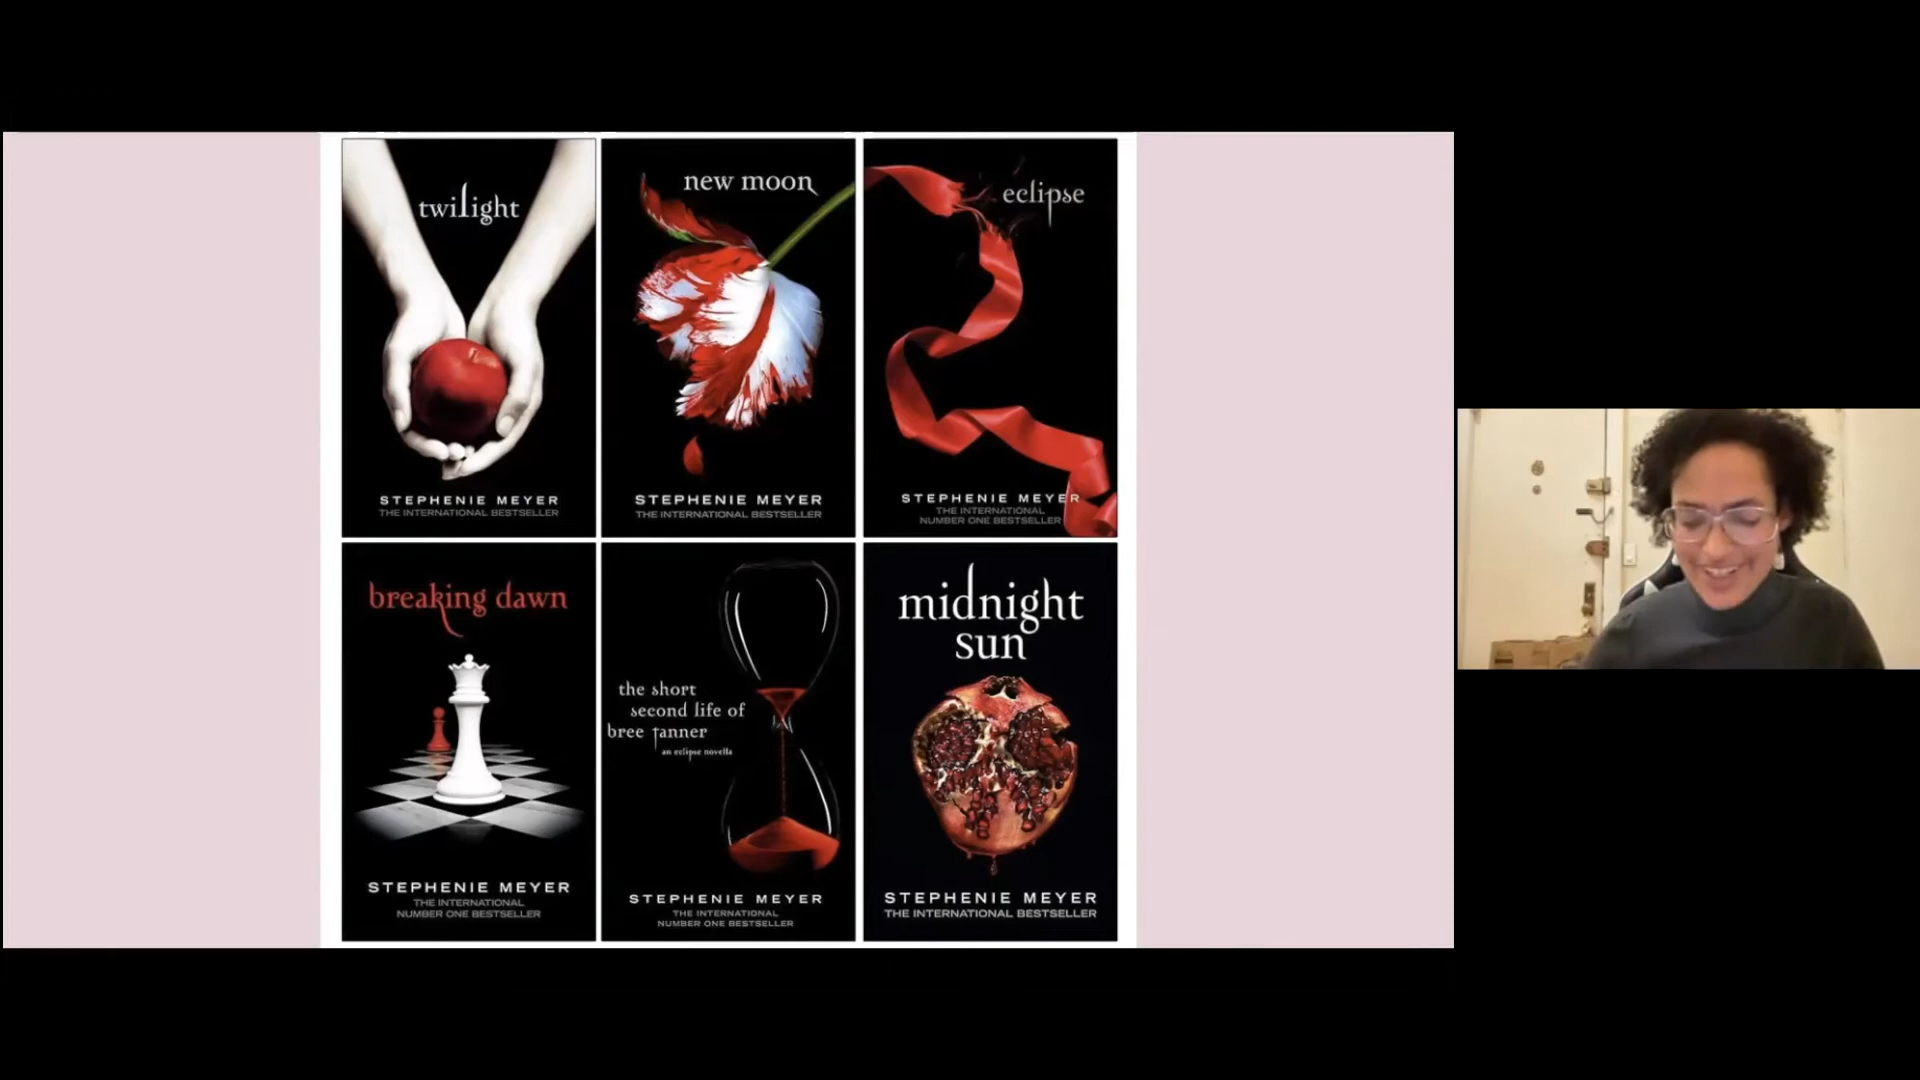 twilight
STEPHENIE MEYER
THE INTERNATIONAL BESTSELLER
new moon
STEPHENIE MEYER
THE INTERNATIONAL BESTSELLER
eclipse
STEPHENIE MEYER
THE INTERNATIONAL
NUMBER ONE BESTSELLER
breaking dawn
STEPHENIE MEYER
THE INTERNATIONAL
NUMBER ONE BESTSELLER
the short
second life of
bree tanner
an eclipse novella
STEPHENIE MEYER
THE INTERNATIONAL
NUMBER ONE BESTSELLER
midnight
sun
STEPHENIE MEYER
THE INTERNATIONAL BESTSELLER